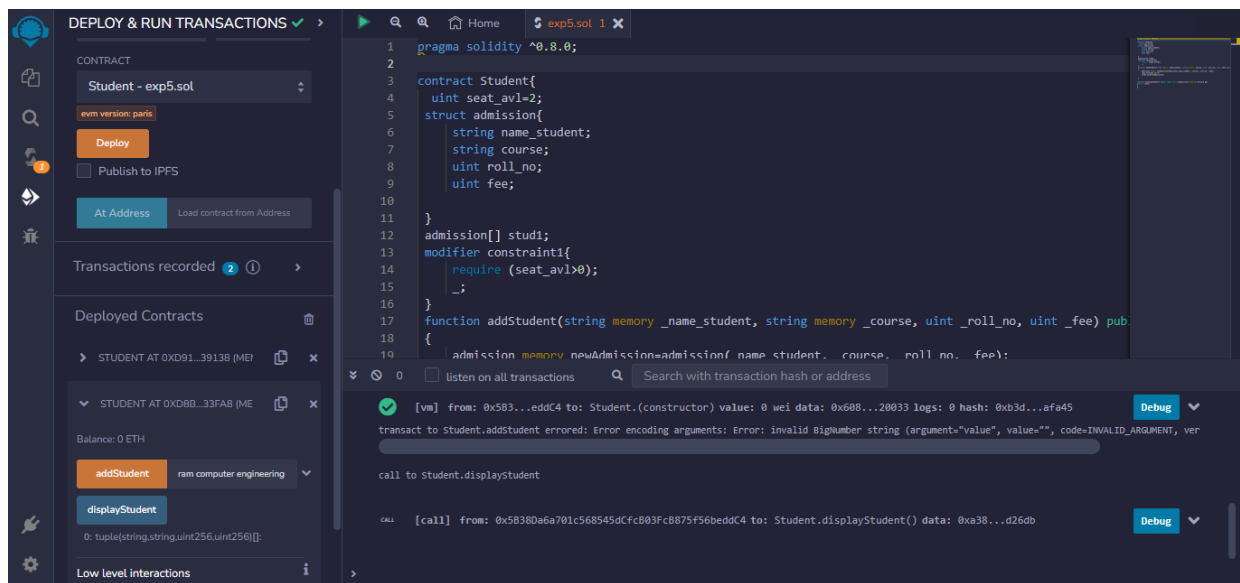 DEPLOY & RUN TRANSACTIONS
CONTRACT
Student - exp5.sol
evm version: paris
Deploy
Publish to IPFS
At Address
Load contract from Address
Transactions recorded 2 i
Deployed Contracts
STUDENT AT 0XD91...39138 (MEM
STUDENT AT 0XD8B...33FA8 (ME
Balance: 0 ETH
addStudent
ram computer engineering
displayStudent
0: tuple(string,string,uint256,uint256)[]:
Low level interactions i
1
Home
exp5.sol 1
1 pragma solidity ^0.8.0;
2
3 contract Student{
4 uint seat_avl=2;
5 struct admission{
6 string name_student;
7 string course;
8 uint roll_no;
9 uint fee;
10
11 }
12 admission[] stud1;
13 modifier constraint1{
14 require (seat_avl>0);
15 _;
16 }
17 function addStudent(string memory _name_student, string memory _course, uint _roll_no, uint _fee) pub
18 {
19 admission memory newAdmission=admission(_name_student, _course, _roll_no, _fee);
0
listen on all transactions
Search with transaction hash or address
[vm] from: 0x5B3...eddC4 to: Student.(constructor) value: 0 wei data: 0x608...20033 logs: 0 hash: 0xb3d...afa45
Debug
transact to Student.addStudent errored: Error encoding arguments: Error: invalid BigNumber string (argument="value", value="", code=INVALID_ARGUMENT, ver
call to Student.displayStudent
CALL [call] from: 0x5B38Da6a701c568545dCfcB03FcB875f56beddC4 to: Student.displayStudent() data: 0xa38...d26db
Debug
>